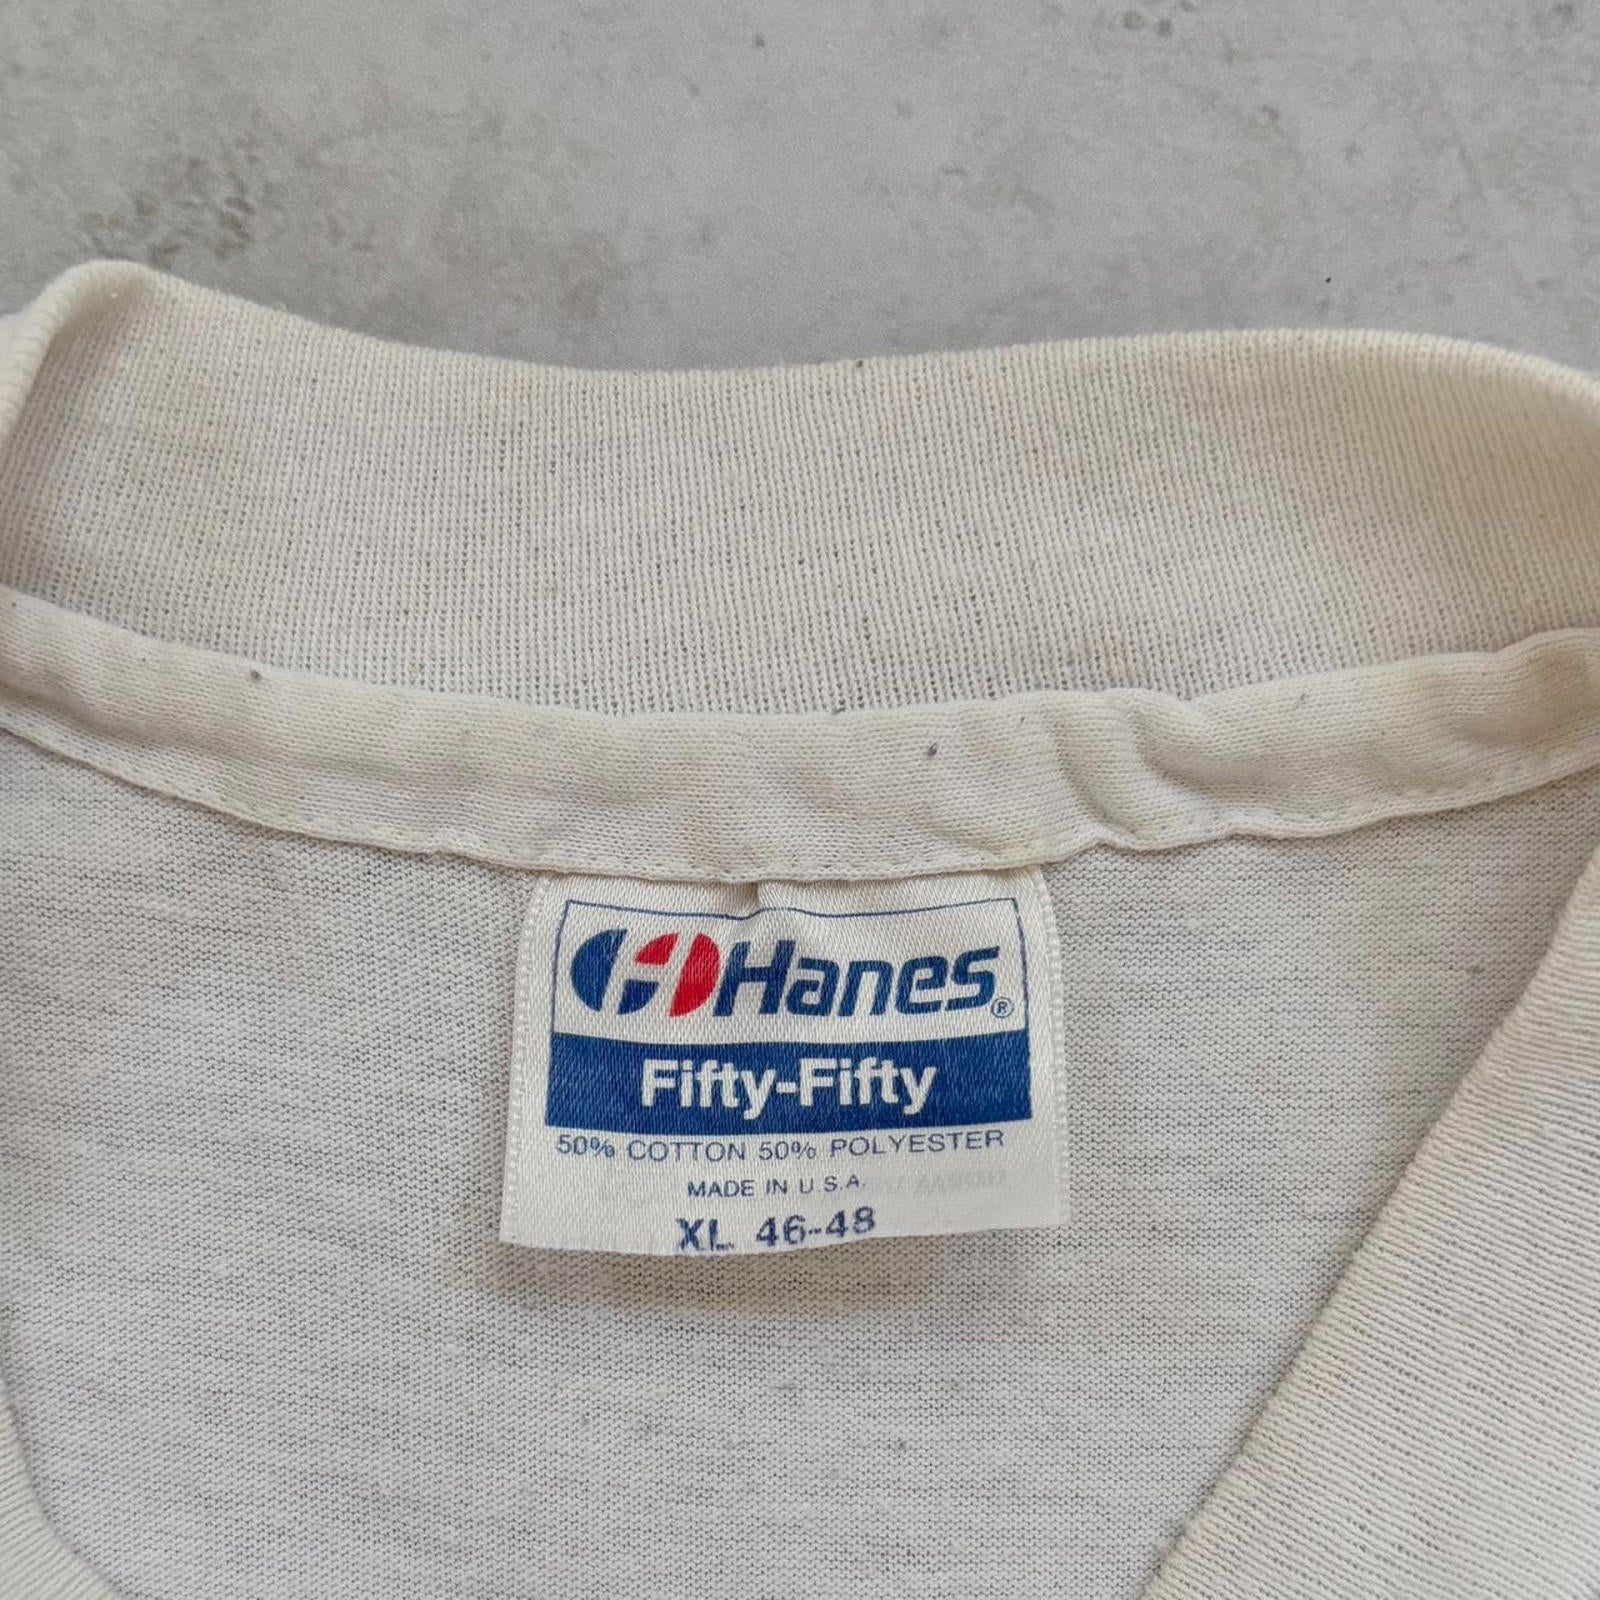 Hanes®
Fifty-Fifty
50% COTTON 50% POLYESTER
MADE IN U.S.A.
XL 46-48